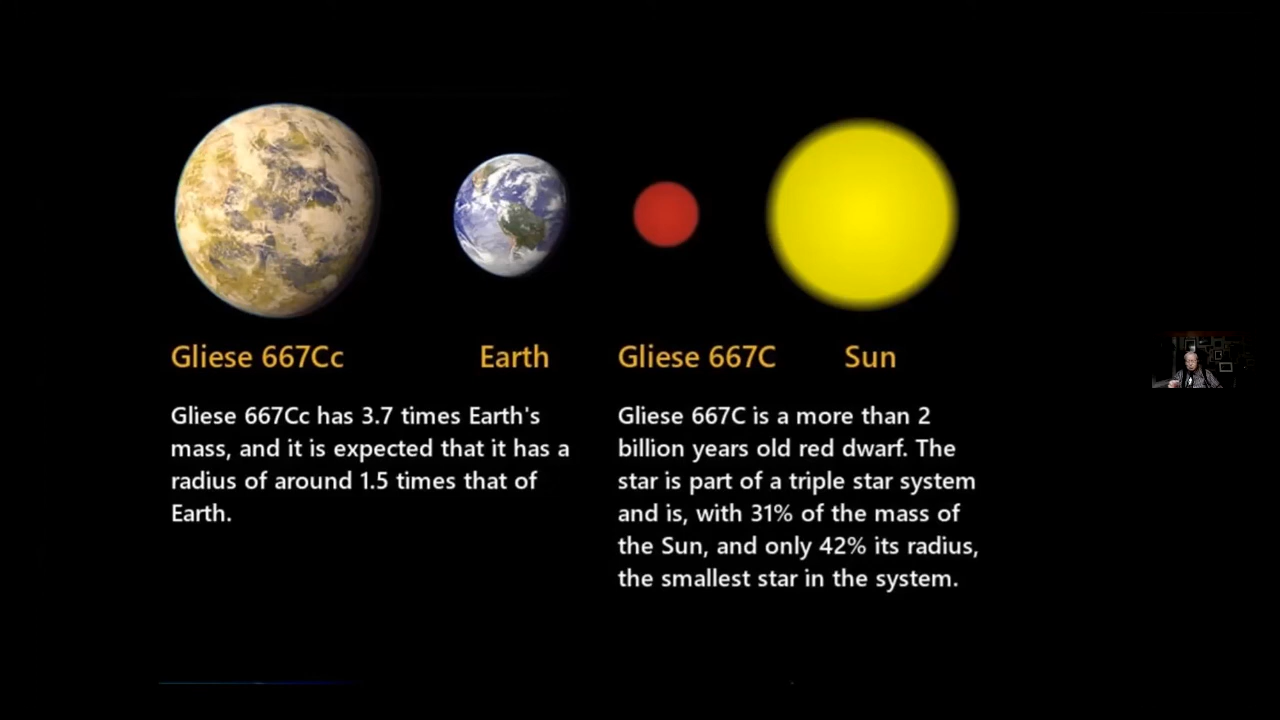 Gliese 667Cc
Earth
Gliese 667C
Sun
Gliese 667Cc has 3.7 times Earth's
mass, and it is expected that it has a
radius of around 1.5 times that of
Earth.
Gliese 667C is a more than 2
billion years old red dwarf. The
star is part of a triple star system
and is, with 31% of the mass of
the Sun, and only 42% its radius,
the smallest star in the system.